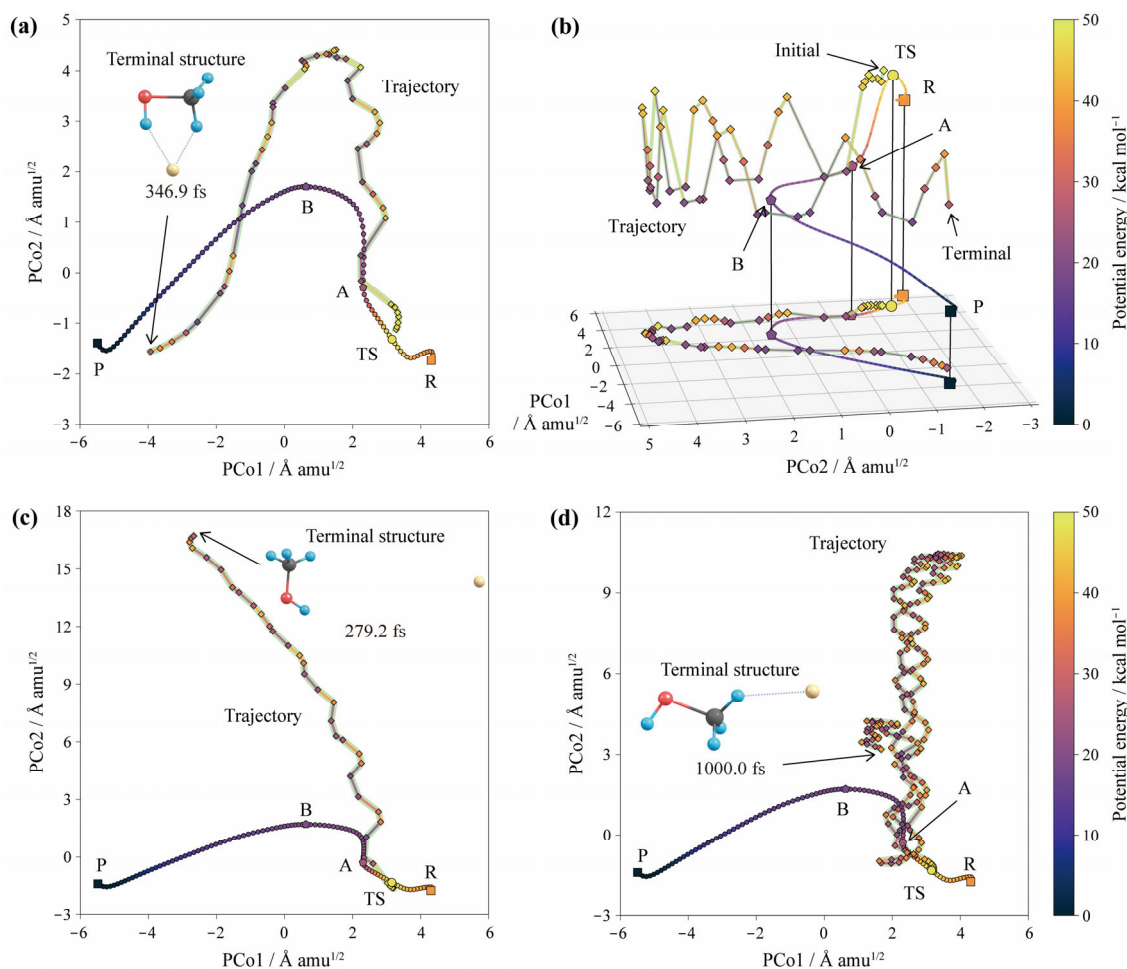 (a)
5
4
3
2
1
0
−1
−2
−3
PCo2 / Å amu1/2
Terminal structure
346.9 fs
Trajectory
B
A
TS
P
R
−6
−4
−2
0
2
4
6
PCo1 / Å amu1/2
(b)
Initial
TS
R
A
Trajectory
B
Terminal
P
6
4
2
0
−2
−4
−6
PCo1
/ Å amu1/2
5
4
3
2
1
0
−1
−2
−3
PCo2 / Å amu1/2
50
40
30
20
10
0
Potential energy / kcal mol−1
(c)
18
15
12
9
6
3
0
−3
PCo2 / Å amu1/2
Terminal structure
279.2 fs
Trajectory
B
P
A
TS
R
−6
−4
−2
0
2
4
6
PCo1 / Å amu1/2
(d)
12
9
6
3
0
−3
PCo2 / Å amu1/2
Trajectory
Terminal structure
1000.0 fs
A
B
P
TS
R
−6
−4
−2
0
2
4
6
PCo1 / Å amu1/2
50
40
30
20
10
0
Potential energy / kcal mol−1